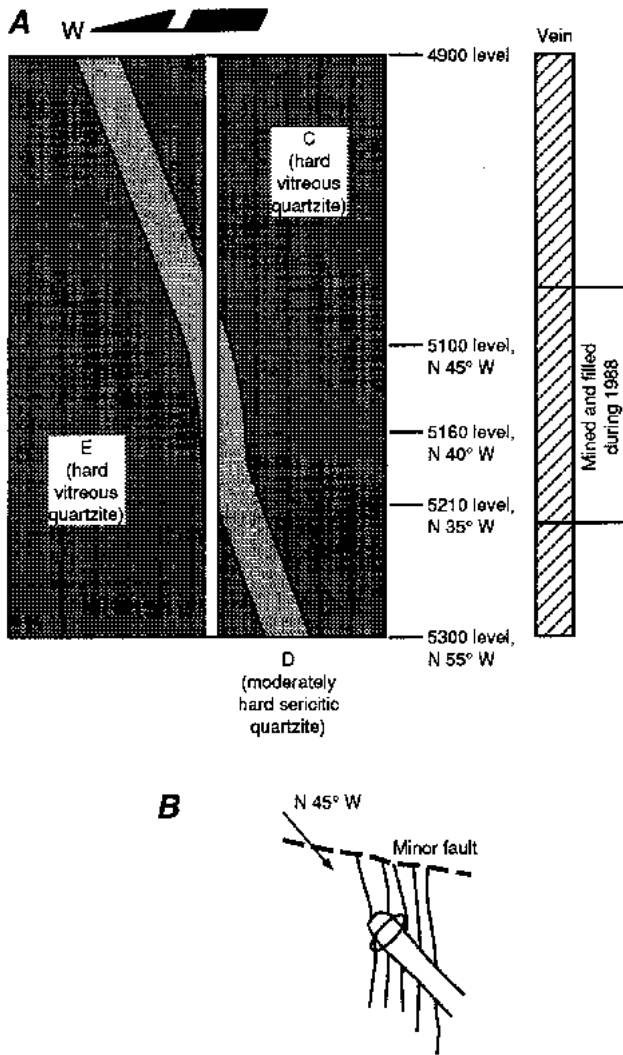 A
W
Vein
4900 level
C
(hard
vitreous
quartzite)
5100 level,
N 45° W
5160 level,
N 40° W
E
(hard
vitreous
quartzite)
5210 level,
N 35° W
Mined and filled
during 1988
5300 level,
N 55° W
D
(moderately
hard sericitic
quartzite)
B
N 45° W
Minor fault